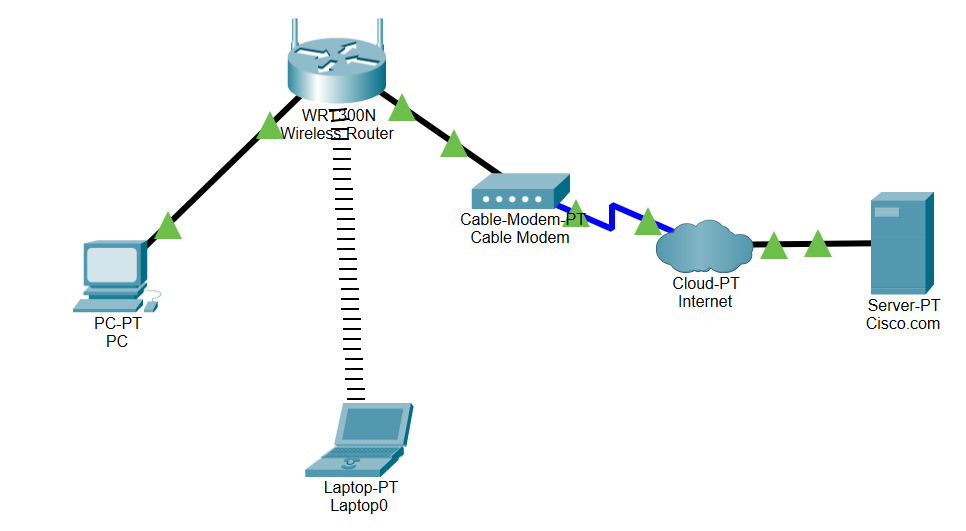 WRT300N
Wireless Router
Cable-Modem-PT
Cable Modem
Cloud-PT
Internet
Server-PT
Cisco.com
PC-PT
PC
Laptop-PT
Laptop0